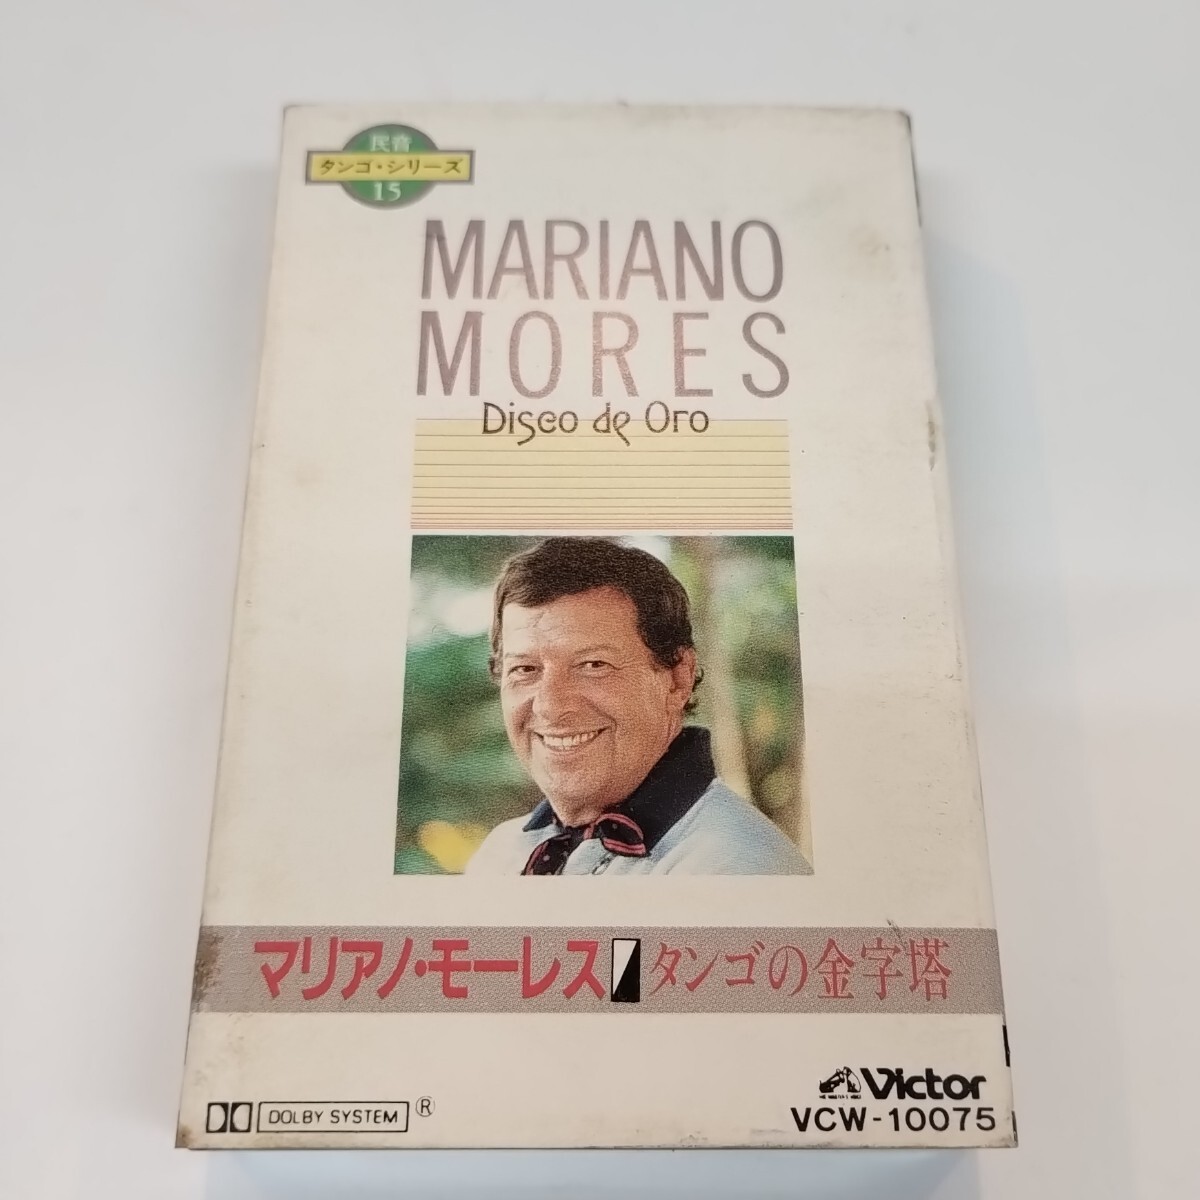 民音
タンゴ・シリーズ
15
MARIANO
MORES
Disco de Oro
マリアノ・モーレス タンゴの金字塔
Victor
DOLBY SYSTEM ®
VCW-10075